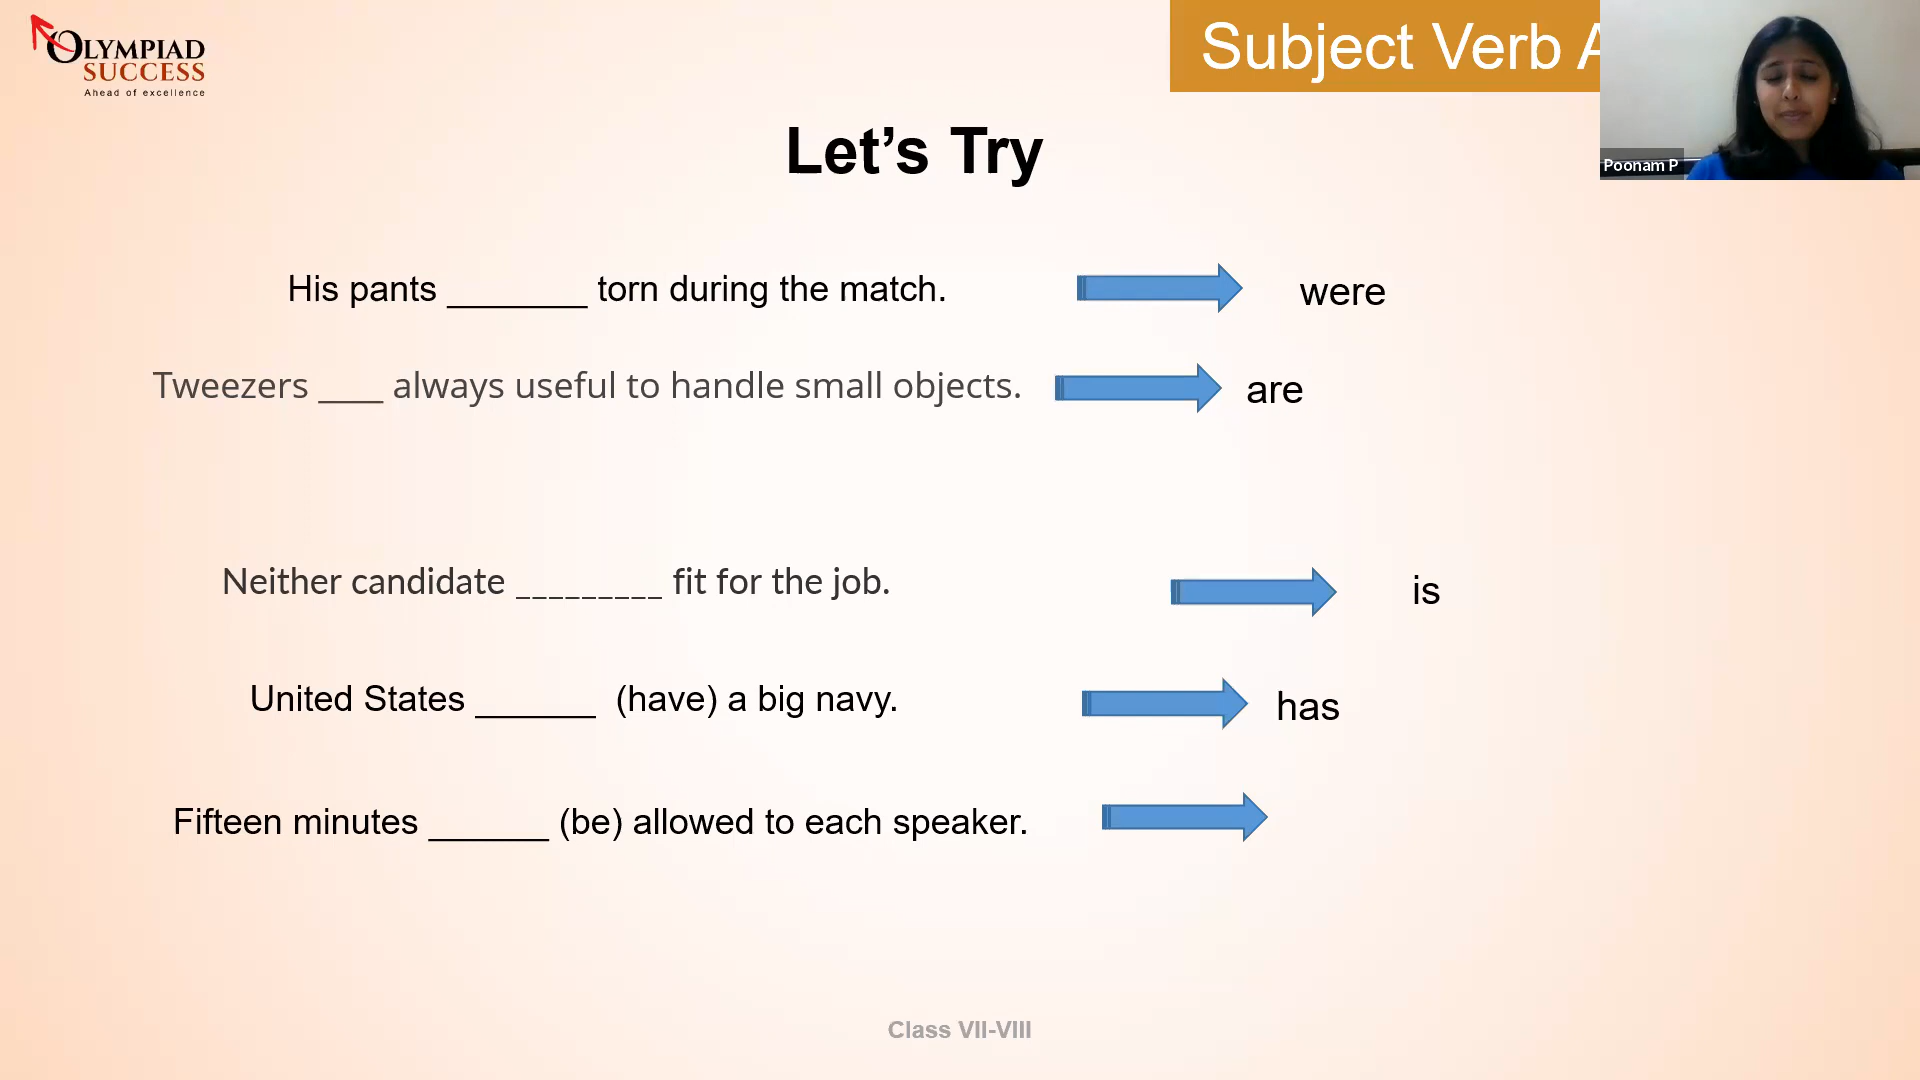 OLYMPIAD
SUCCESS
Ahead of excellence
Subject Verb A
Poonam P
Let’s Try
His pants _______ torn during the match.
were
Tweezers ____ always useful to handle small objects.
are
Neither candidate _________ fit for the job.
is
United States ______ (have) a big navy.
has
Fifteen minutes ______ (be) allowed to each speaker.
Class VII-VIII